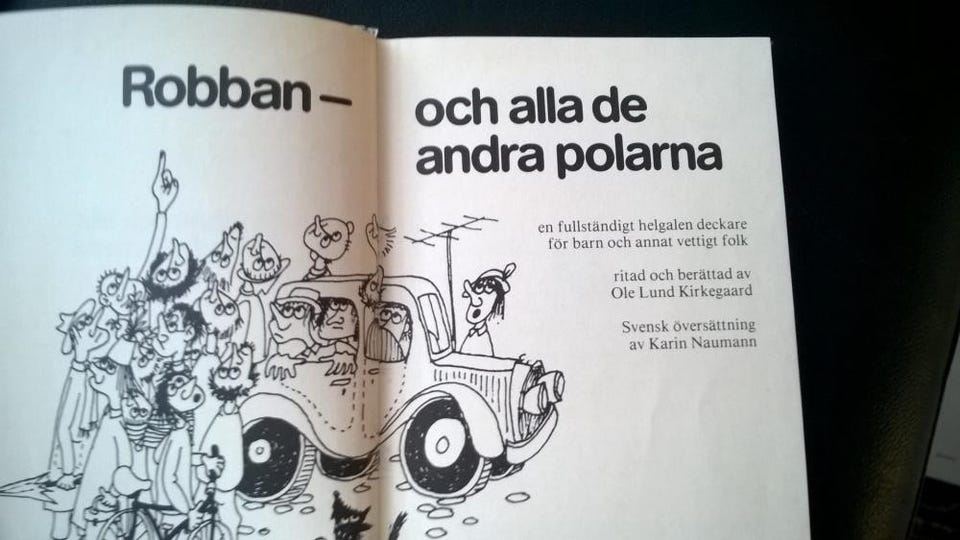 Robban –
och alla de
andra polarna
en fullständigt helgalen deckare
för barn och annat vettigt folk
ritad och berättad av
Ole Lund Kirkegaard
Svensk översättning
av Karin Naumann